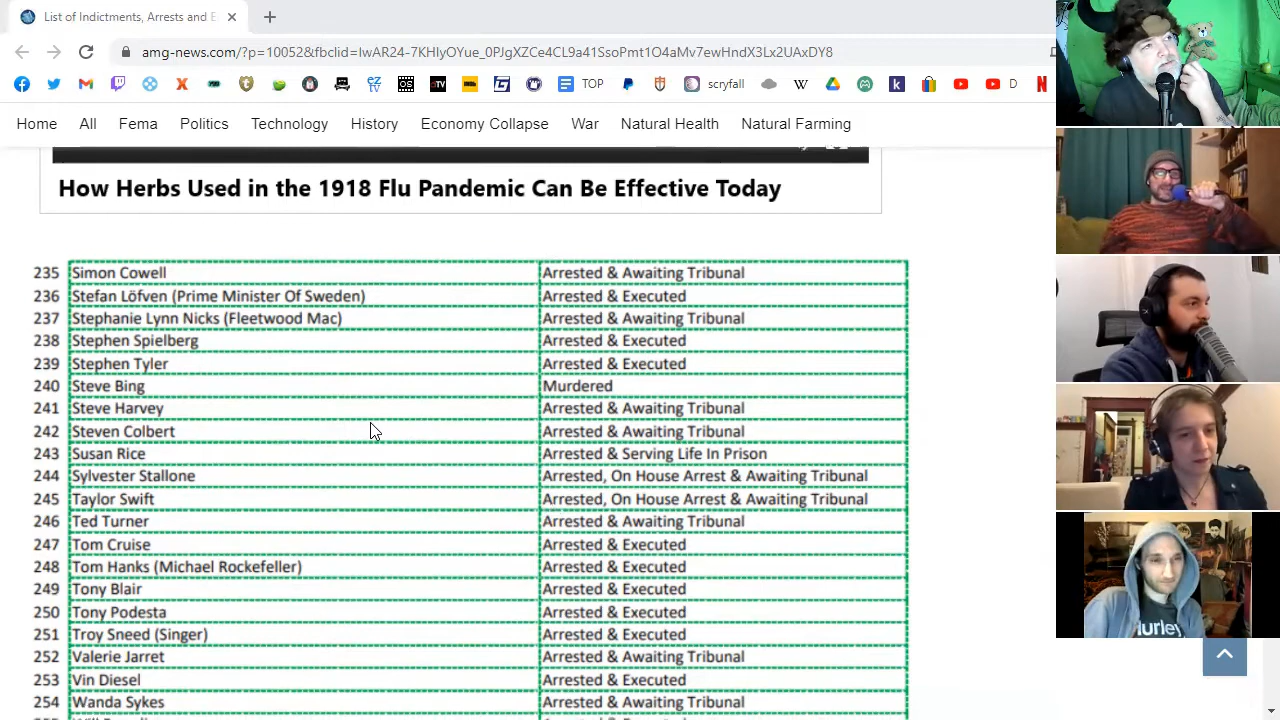 List of Indictments, Arrests and E
amg-news.com/?p=10052&fbclid=IwAR24-7KHIyOYue_0PJgXZCe4CL9a41SsoPmt1O4aMv7ewHndX3Lx2UAxDY8
TOP
scryfall
D
Home All Fema Politics Technology History Economy Collapse War Natural Health Natural Farming
How Herbs Used in the 1918 Flu Pandemic Can Be Effective Today
235 Simon Cowell Arrested & Awaiting Tribunal
236 Stefan Löfven (Prime Minister Of Sweden) Arrested & Executed
237 Stephanie Lynn Nicks (Fleetwood Mac) Arrested & Awaiting Tribunal
238 Stephen Spielberg Arrested & Executed
239 Stephen Tyler Arrested & Executed
240 Steve Bing Murdered
241 Steve Harvey Arrested & Awaiting Tribunal
242 Steven Colbert Arrested & Awaiting Tribunal
243 Susan Rice Arrested & Serving Life In Prison
244 Sylvester Stallone Arrested, On House Arrest & Awaiting Tribunal
245 Taylor Swift Arrested, On House Arrest & Awaiting Tribunal
246 Ted Turner Arrested & Awaiting Tribunal
247 Tom Cruise Arrested & Executed
248 Tom Hanks (Michael Rockefeller) Arrested & Executed
249 Tony Blair Arrested & Executed
250 Tony Podesta Arrested & Executed
251 Troy Sneed (Singer) Arrested & Executed
252 Valerie Jarret Arrested & Awaiting Tribunal
253 Vin Diesel Arrested & Executed
254 Wanda Sykes Arrested & Awaiting Tribunal